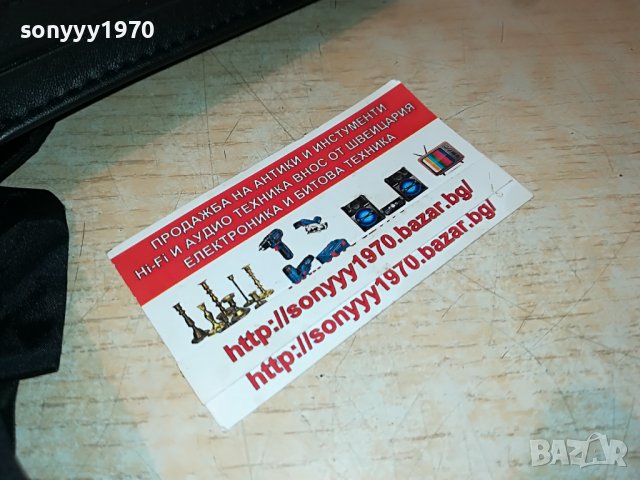 sonyyy1970
ПРОДАЖБА НА АНТИКИ И ИНСТУМЕНТИ
HI-FI И АУДИО ТЕХНИКА ВНОС ОТ ШВЕЙЦАРИЯ
ЕЛЕКТРОНИКА И БИТОВА ТЕХНИКА
http://sonyyy1970.bazar.bg/
http://sonyyy1970.bazar.bg/
BAZAR
bg